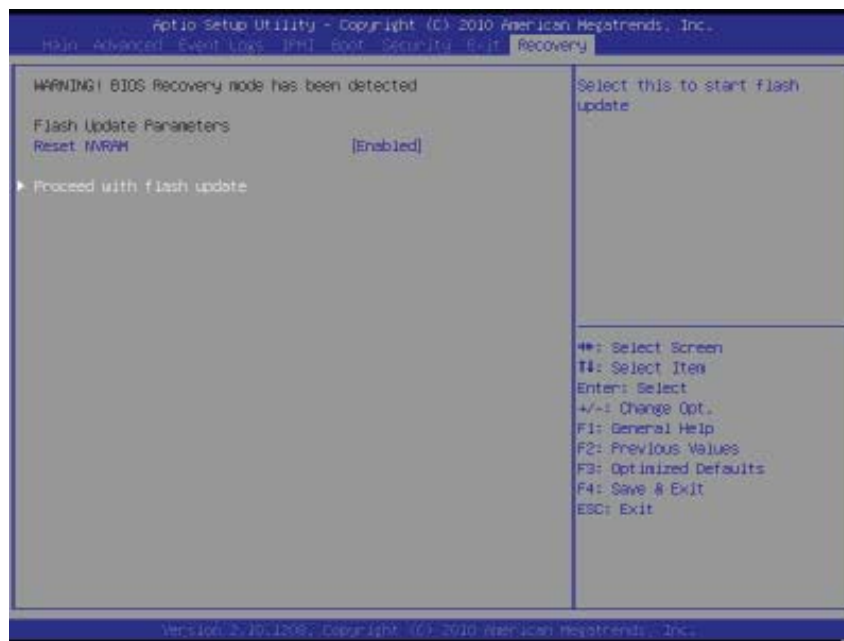 Aptio Setup Utility - Copyright (C) 2010 American Megatrends, Inc.
Main Advanced Event Logs IPMI Boot Security Exit Recovery
WARNING! BIOS Recovery mode has been detected
Flash Update Parameters
Reset NVRAM [Enabled]
▶ Proceed with flash update
Select this to start flash
update
→←: Select Screen
↑↓: Select Item
Enter: Select
+/-: Change Opt.
F1: General Help
F2: Previous Values
F3: Optimized Defaults
F4: Save & Exit
ESC: Exit
Version 2.10.1208. Copyright (C) 2010 American Megatrends, Inc.